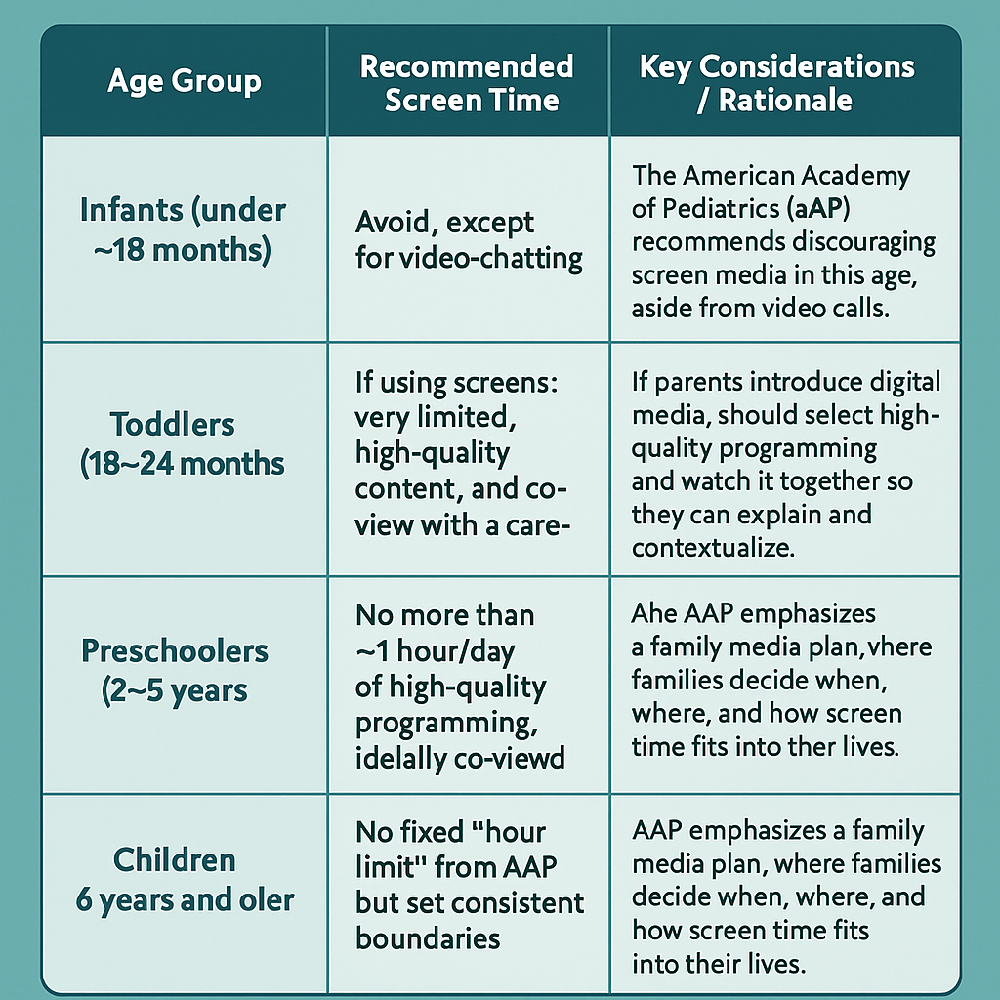 Age Group
Recommended
Screen Time
Key Considerations
/ Rationale
Infants (under
~18 months)
Avoid, except
for video-chatting
The American Academy
of Pediatrics (aAP)
recommends discouraging
screen media in this age,
aside from video calls.
Toddlers
(18~24 months
If using screens:
very limited,
high-quality
content, and co-
view with a care-
If parents introduce digital
media, should select high-
quality programming
and watch it together so
they can explain and
contextualize.
Preschoolers
(2~5 years
No more than
~1 hour/day
of high-quality
programming,
idelally co-viewd
Ahe AAP emphasizes
a family media plan, vhere
families decide when,
where, and how screen
time fits into ther lives.
Children
6 years and oler
No fixed "hour
limit" from AAP
but set consistent
boundaries
AAP emphasizes a family
media plan, where families
decide when, where, and
how screen time fits
into their lives.